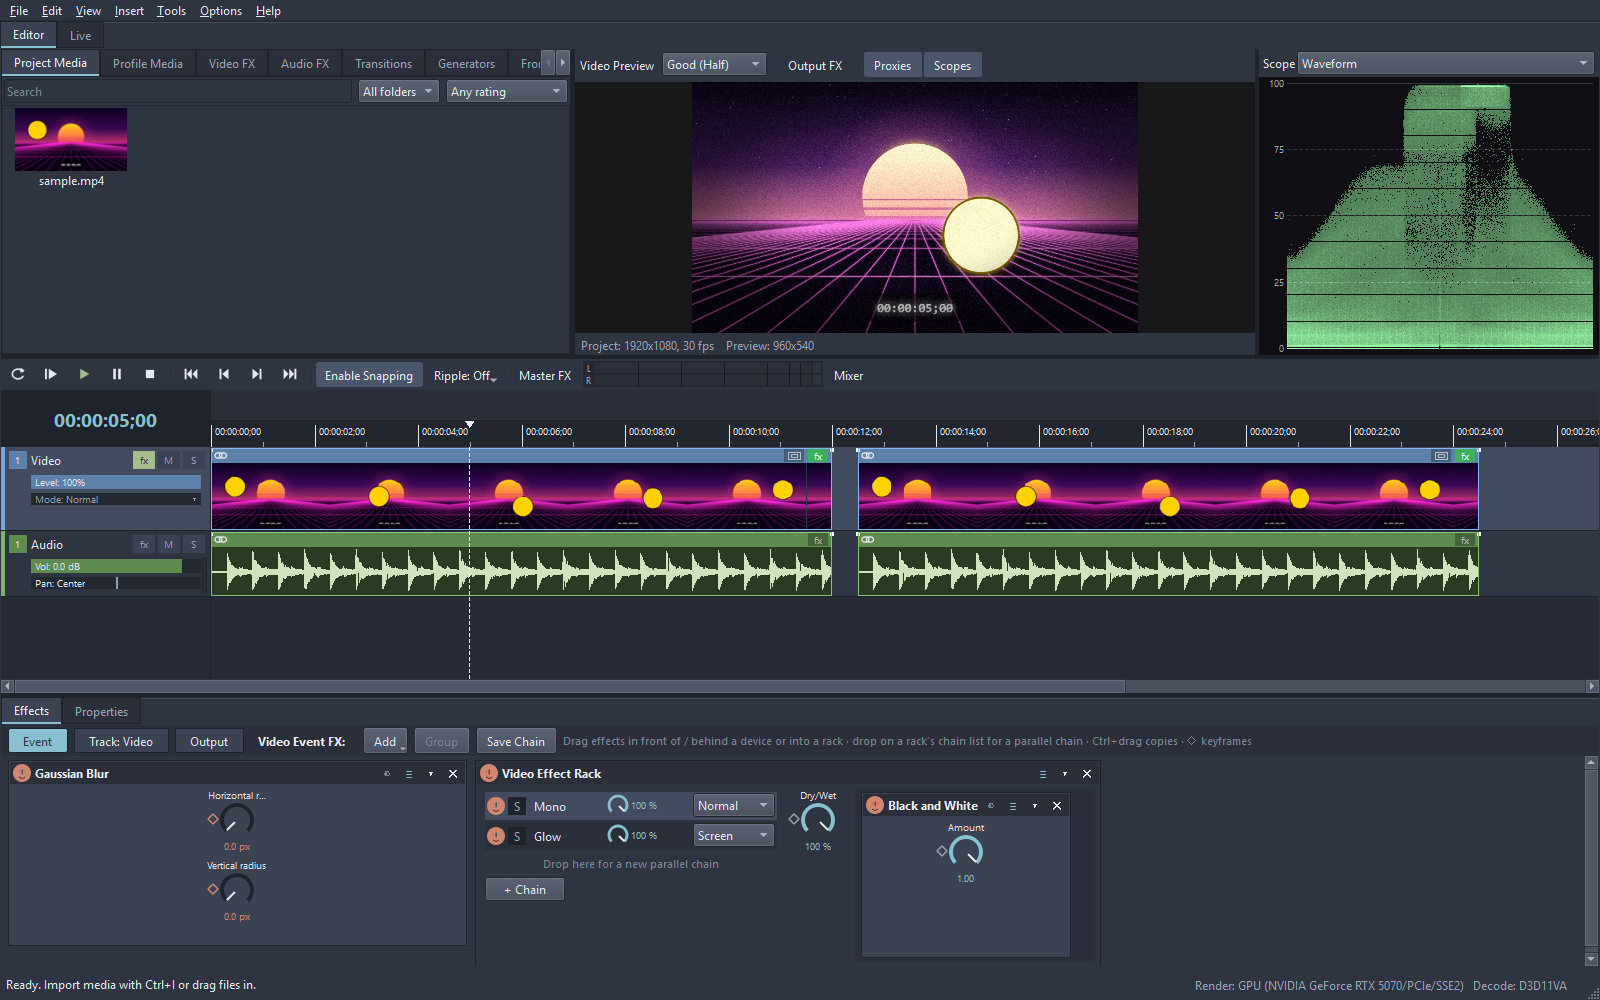 File Edit View Insert Tools Options Help
Editor Live
Project Media Profile Media Video FX Audio FX Transitions Generators
Search All folders Any rating
sample.mp4
Video Preview Good (Half) Output FX Proxies Scopes
00:00:05;00
Project: 1920x1080, 30 fps Preview: 960x540
Scope Waveform
100
75
50
25
0
Enable Snapping Ripple: Off Master FX L R Mixer
00:00:05;00
00:00:00;00 00:00:02;00 00:00:04;00 00:00:06;00 00:00:08;00 00:00:10;00 00:00:12;00 00:00:14;00 00:00:16;00 00:00:18;00 00:00:20;00 00:00:22;00 00:00:24;00 00:00:26;0
1 Video fx M S
Level: 100%
Mode: Normal
fx fx
1 Audio fx M S
Vol: 0.0 dB
Pan: Center
fx fx
Effects Properties
Event Track: Video Output Video Event FX: Add Group Save Chain Drag effects in front of / behind a device or into a rack · drop on a rack's chain list for a parallel chain · Ctrl+drag copies · ◇ keyframes
Gaussian Blur
Horizontal r...
0.0 px
Vertical radius
0.0 px
Video Effect Rack
S Mono 100 % Normal
S Glow 100 % Screen
Drop here for a new parallel chain
+ Chain
Dry/Wet
100 %
Black and White
Amount
1.00
Ready. Import media with Ctrl+I or drag files in.
Render: GPU (NVIDIA GeForce RTX 5070/PCIe/SSE2) Decode: D3D11VA